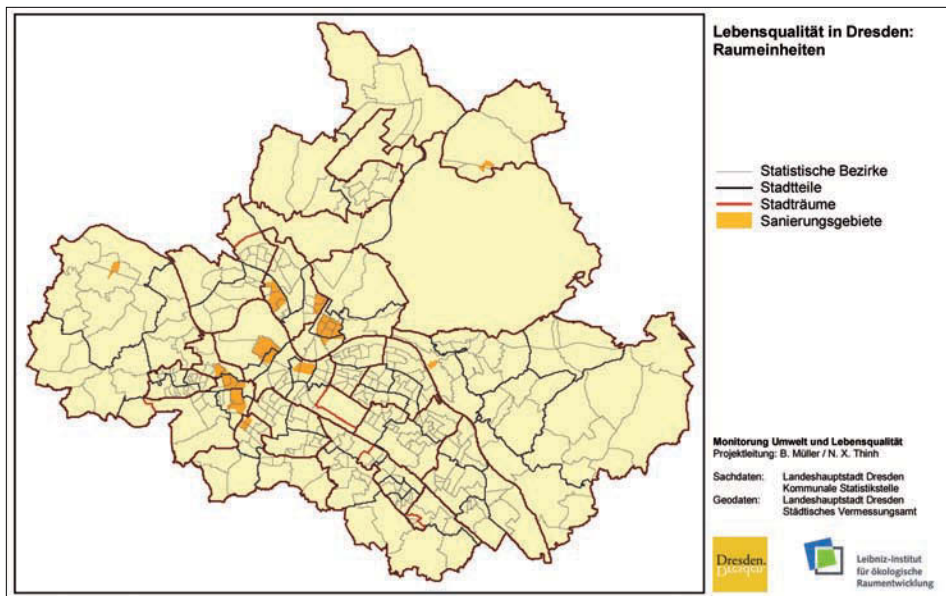 Lebensqualität in Dresden:
Raumeinheiten
Statistische Bezirke
Stadtteile
Stadträume
Sanierungsgebiete
Monitorung Umwelt und Lebensqualität
Projektleitung: B. Müller / N. X. Thinh
Sachdaten: Landeshauptstadt Dresden
Kommunale Statistikstelle
Geodaten: Landeshauptstadt Dresden
Städtisches Vermessungsamt
Dresden.
Dresden
Leibniz-Institut
für ökologische
Raumentwicklung